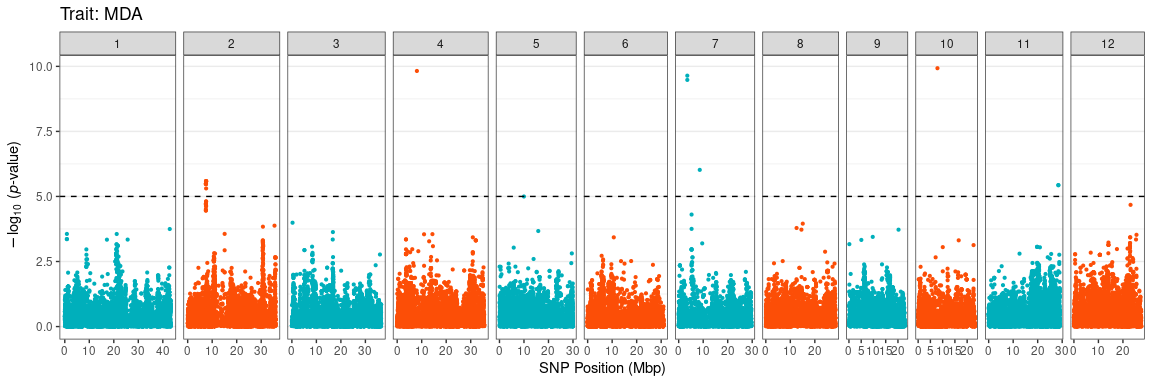 Trait: MDA
1 2 3 4 5 6 7 8 9 10 11 12
10.0
7.5
5.0
2.5
0.0
−log10 (p-value)
0 10 20 30 40 0 10 20 30 0 10 20 30 0 10 20 30 0 10 20 30 0 10 20 30 0 10 20 30 0 10 20 0 5 10 15 20 0 5 10 15 20 0 10 20 30 0 10 20
SNP Position (Mbp)